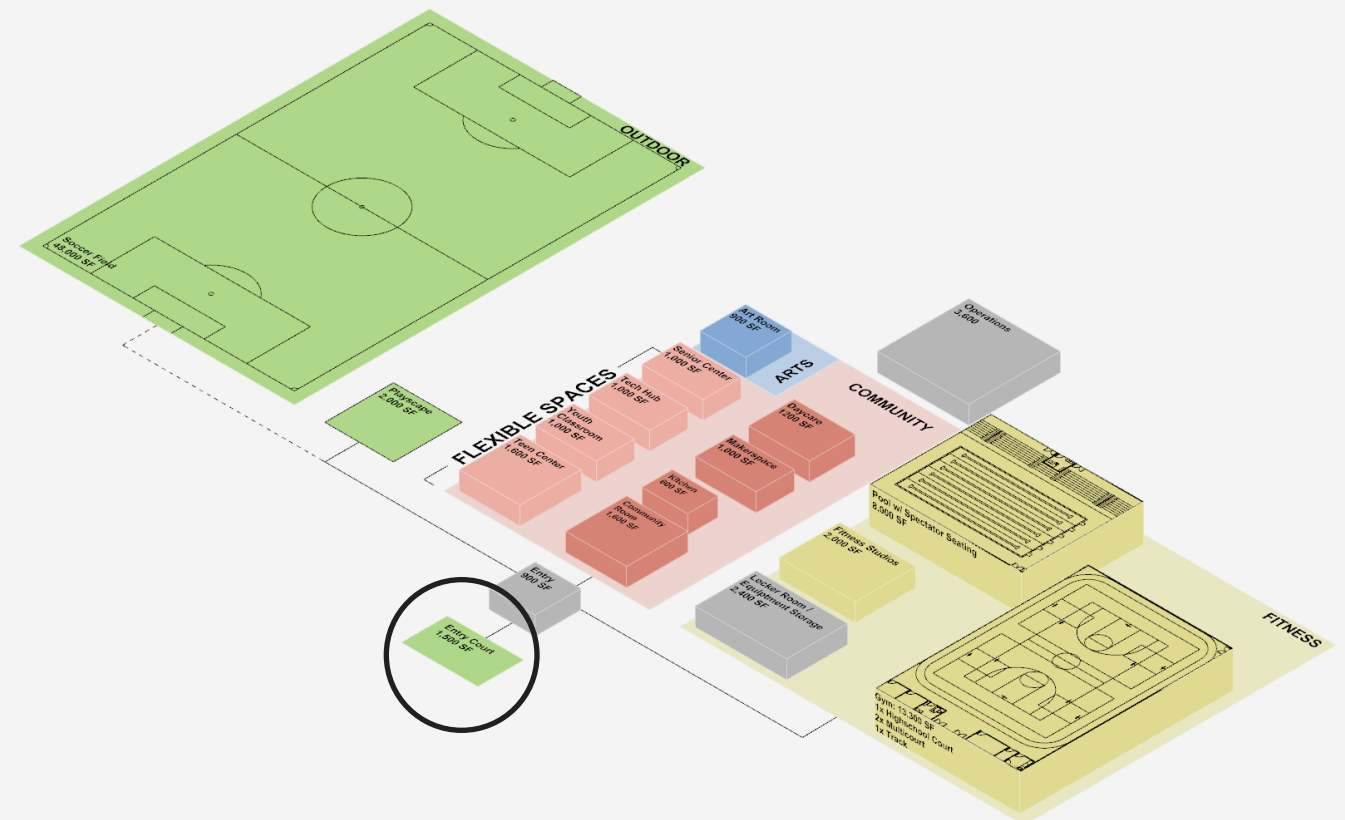 OUTDOOR
Soccer Field
48,000 SF
Playscape
2,000 SF
FLEXIBLE SPACES
Art Room
900 SF
ARTS
Senior Center
1,000 SF
Tech Hub
1,000 SF
Youth
Classroom
1,000 SF
Teen Center
1,600 SF
COMMUNITY
Daycare
1200 SF
Makerspace
1,000 SF
Kitchen
600 SF
Community
Room
1,600 SF
Operations
3,600
Pool w/ Spectator Seating
8,000 SF
Fitness Studios
2,000 SF
Locker Room /
Equiptment Storage
2,400 SF
FITNESS
Gym: 13,300 SF
1x Highschool Court
2x Multicourt
1x Track
Entry
900 SF
Entry Court
1,500 SF